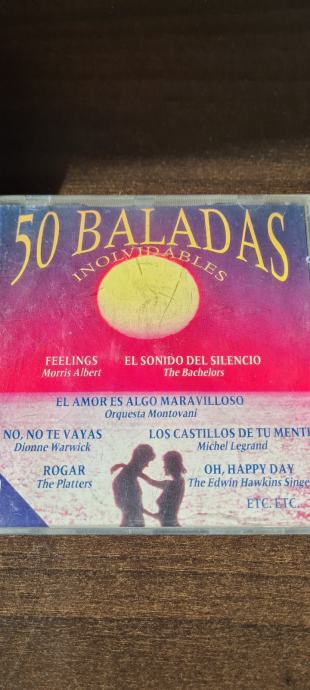 50 BALADAS
INOLVIDABLES
FEELINGS
Morris Albert
EL SONIDO DEL SILENCIO
The Bachelors
EL AMOR ES ALGO MARAVILLOSO
Orquesta Montovani
NO, NO TE VAYAS
Dionne Warwick
LOS CASTILLOS DE TU MENTE
Michel Legrand
ROGAR
The Platters
OH, HAPPY DAY
The Edwin Hawkins Singe
ETC. ETC.